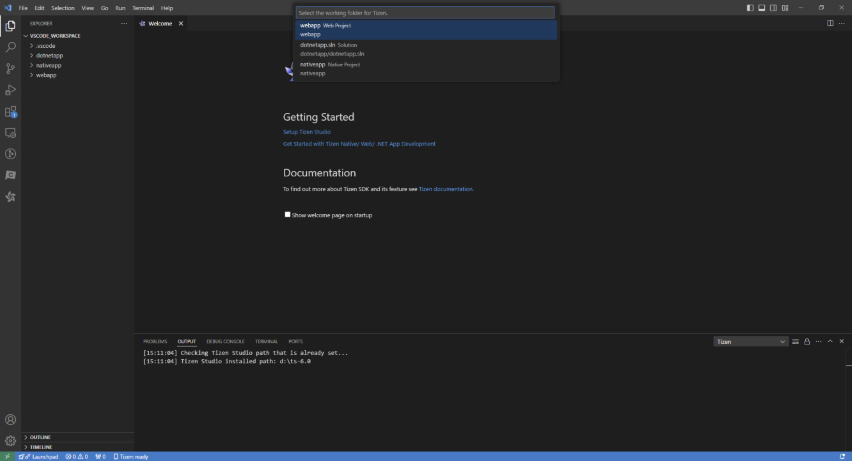 File Edit Selection View Go Run Terminal Help
Select the working folder for Tizen.
webapp Web Project
webapp
dotnetapp.sln Solution
dotnetapp/dotnetapp.sln
nativeapp Native Project
nativeapp
EXPLORER
VSCODE_WORKSPACE
.vscode
dotnetapp
nativeapp
webapp
OUTLINE
TIMELINE
Welcome
Getting Started
Setup Tizen Studio
Get Started with Tizen Native/ Web/ .NET App Development
Documentation
To find out more about Tizen SDK and its feature see Tizen documentation.
Show welcome page on startup
PROBLEMS OUTPUT DEBUG CONSOLE TERMINAL PORTS
Tizen
[15:11:04] Checking Tizen Studio path that is already set...
[15:11:04] Tizen Studio installed path: d:\ts-6.0
Launchpad 0 0 0 Tizen: ready